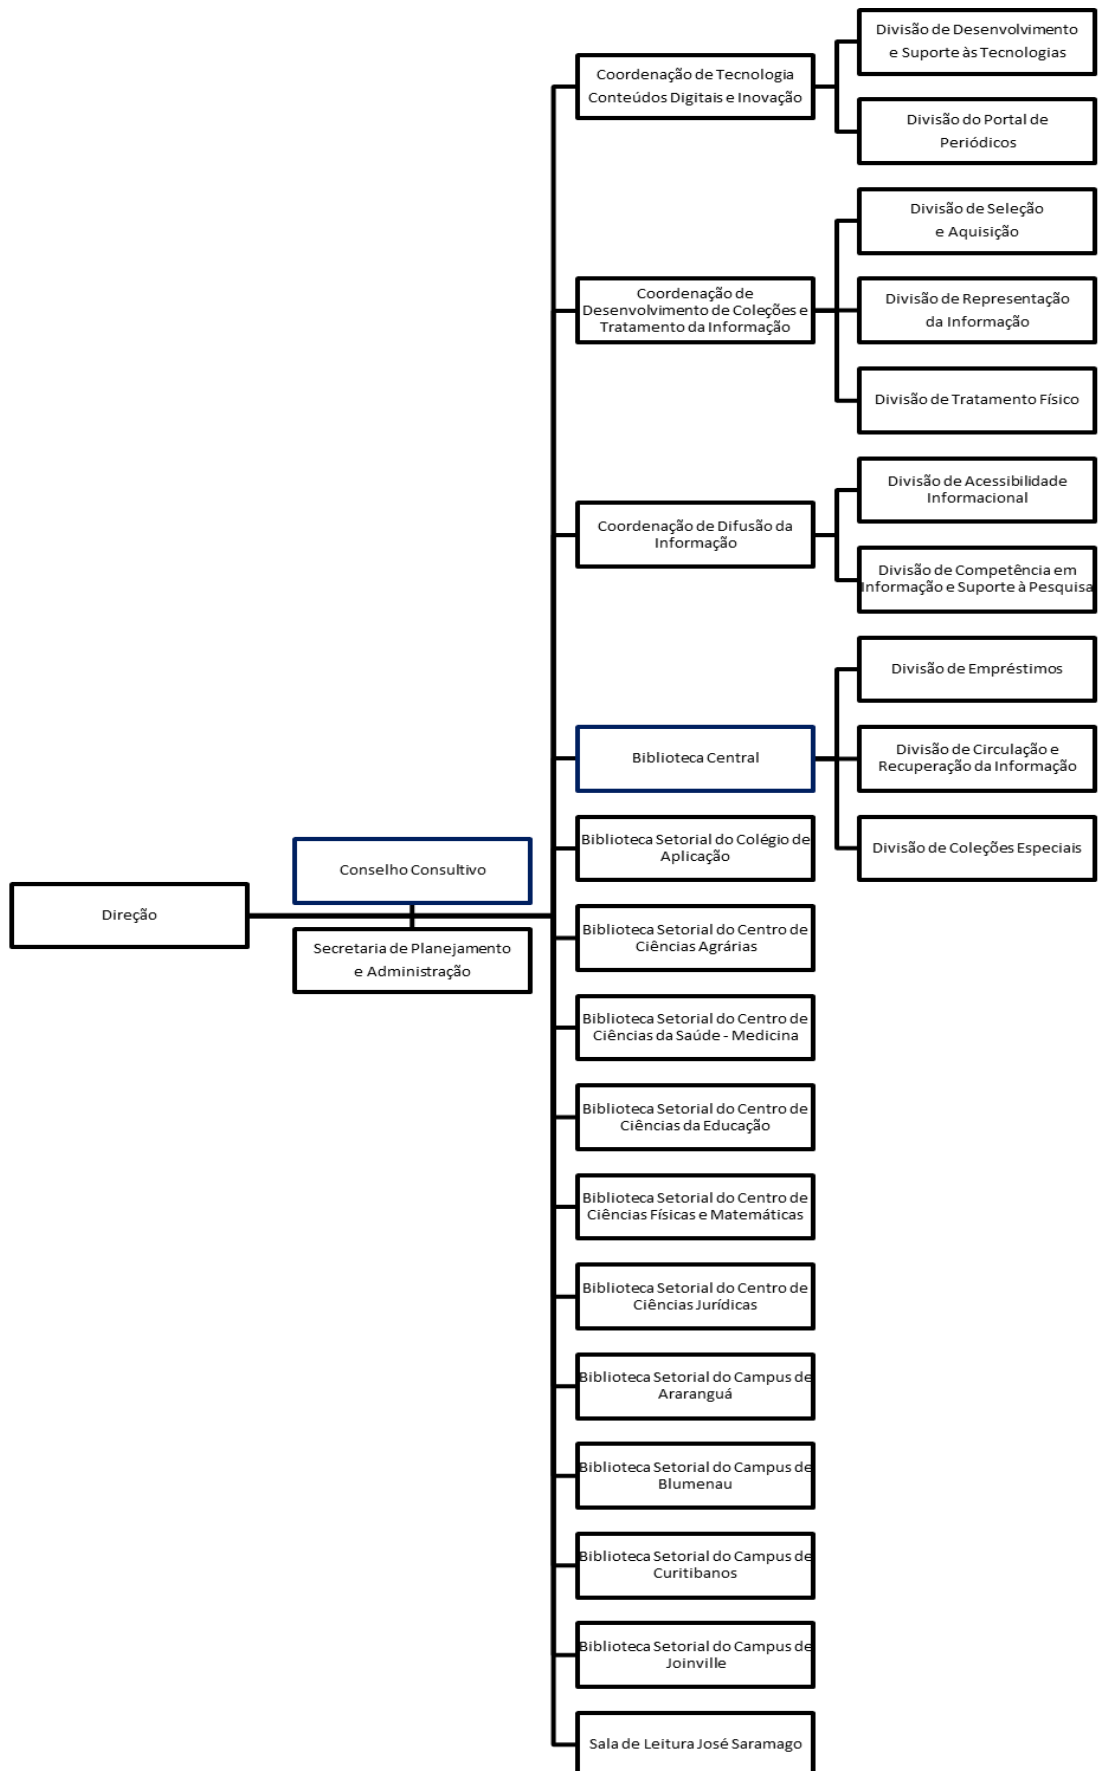 Direção
Conselho Consultivo
Secretaria de Planejamento
e Administração
Coordenação de Tecnologia
Conteúdos Digitais e Inovação
Divisão de Desenvolvimento
e Suporte às Tecnologias
Divisão do Portal de
Periódicos
Coordenação de
Desenvolvimento de Coleções e
Tratamento da Informação
Divisão de Seleção
e Aquisição
Divisão de Representação
da Informação
Divisão de Tratamento Físico
Coordenação de Difusão da
Informação
Divisão de Acessibilidade
Informacional
Divisão de Competência em
Informação e Suporte à Pesquisa
Biblioteca Central
Divisão de Empréstimos
Divisão de Circulação e
Recuperação da Informação
Divisão de Coleções Especiais
Biblioteca Setorial do Colégio de
Aplicação
Biblioteca Setorial do Centro de
Ciências Agrárias
Biblioteca Setorial do Centro de
Ciências da Saúde - Medicina
Biblioteca Setorial do Centro de
Ciências da Educação
Biblioteca Setorial do Centro de
Ciências Físicas e Matemáticas
Biblioteca Setorial do Centro de
Ciências Jurídicas
Biblioteca Setorial do Campus de
Araranguá
Biblioteca Setorial do Campus de
Blumenau
Biblioteca Setorial do Campus de
Curitibanos
Biblioteca Setorial do Campus de
Joinville
Sala de Leitura José Saramago